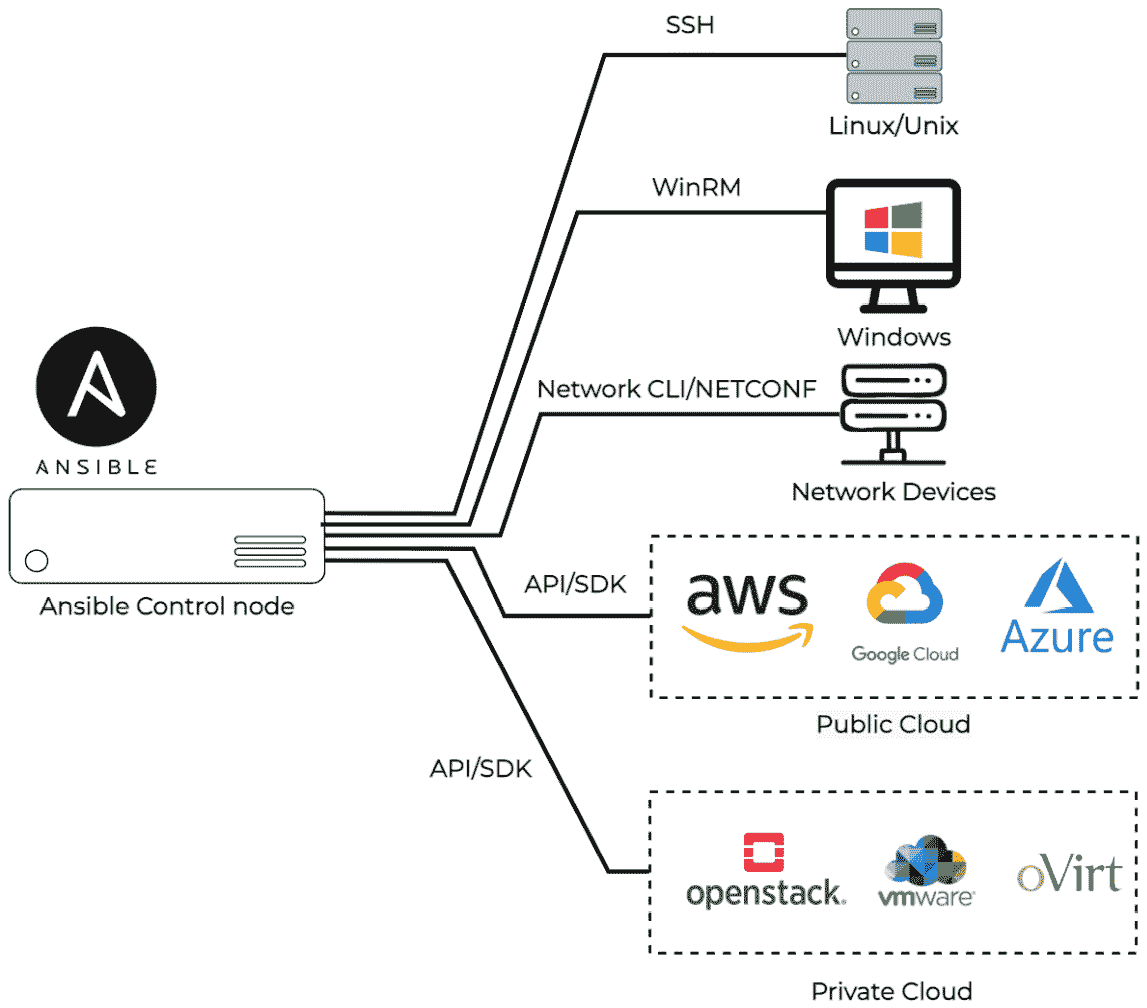 SSH
Linux/Unix
WinRM
Windows
Network CLI/NETCONF
Network Devices
ANSIBLE
Ansible Control node
API/SDK
aws
Google Cloud
Azure
Public Cloud
API/SDK
openstack.
vmware
oVirt
Private Cloud